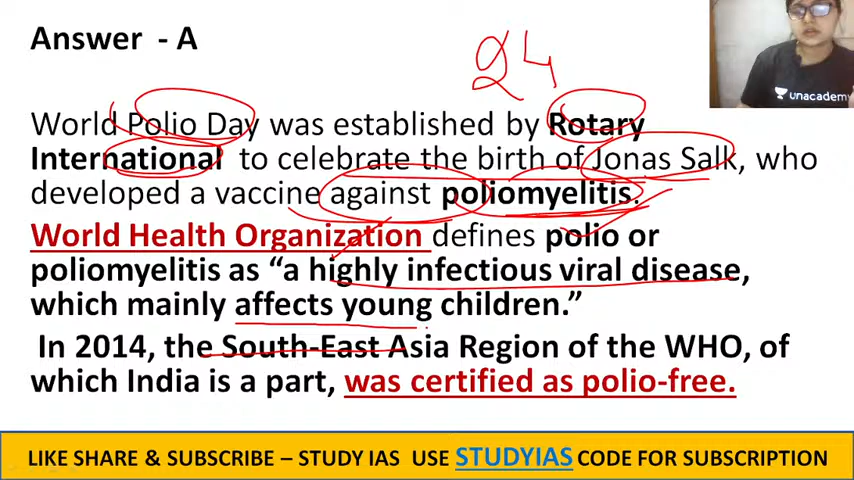 Answer - A
24
unacademy
World Polio Day was established by Rotary
International to celebrate the birth of Jonas Salk, who
developed a vaccine against poliomyelitis.
World Health Organization defines polio or
poliomyelitis as “a highly infectious viral disease,
which mainly affects young children.”
In 2014, the South-East Asia Region of the WHO, of
which India is a part, was certified as polio-free.
LIKE SHARE & SUBSCRIBE – STUDY IAS USE STUDYIAS CODE FOR SUBSCRIPTION